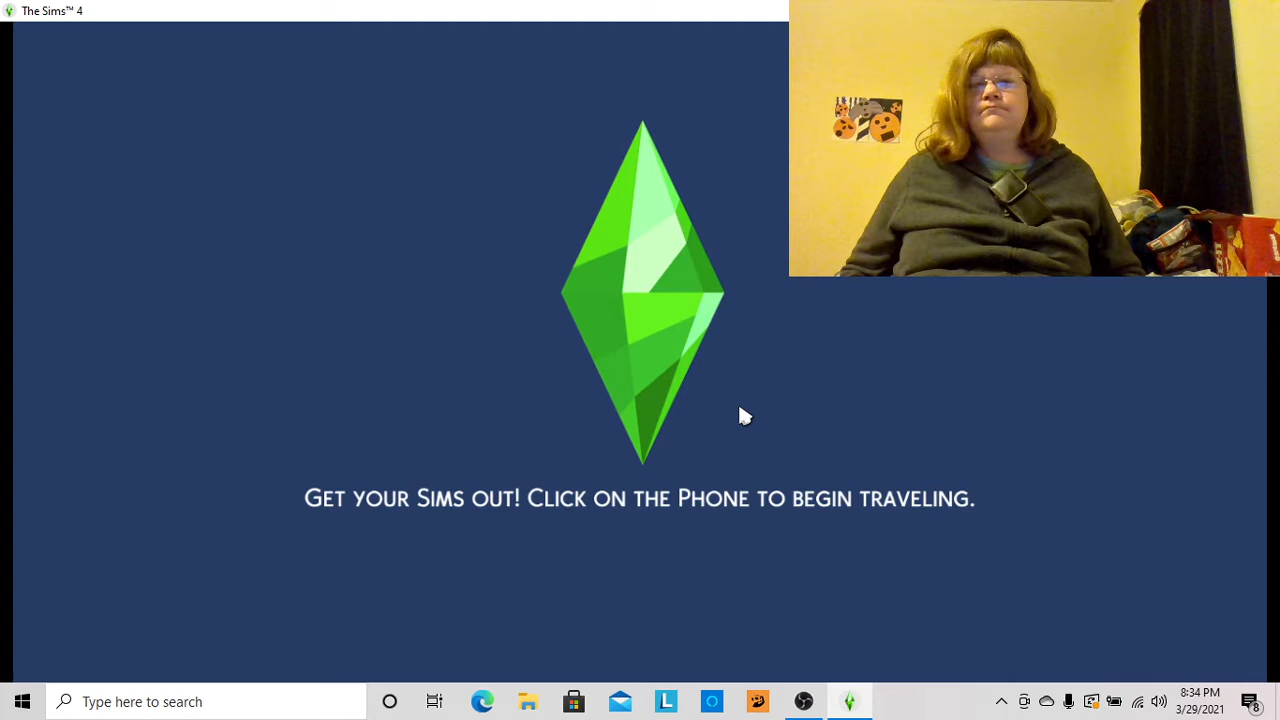 The Sims™ 4
Get your Sims out! Click on the Phone to begin traveling.
Type here to search
L
8:34 PM
3/29/2021
8